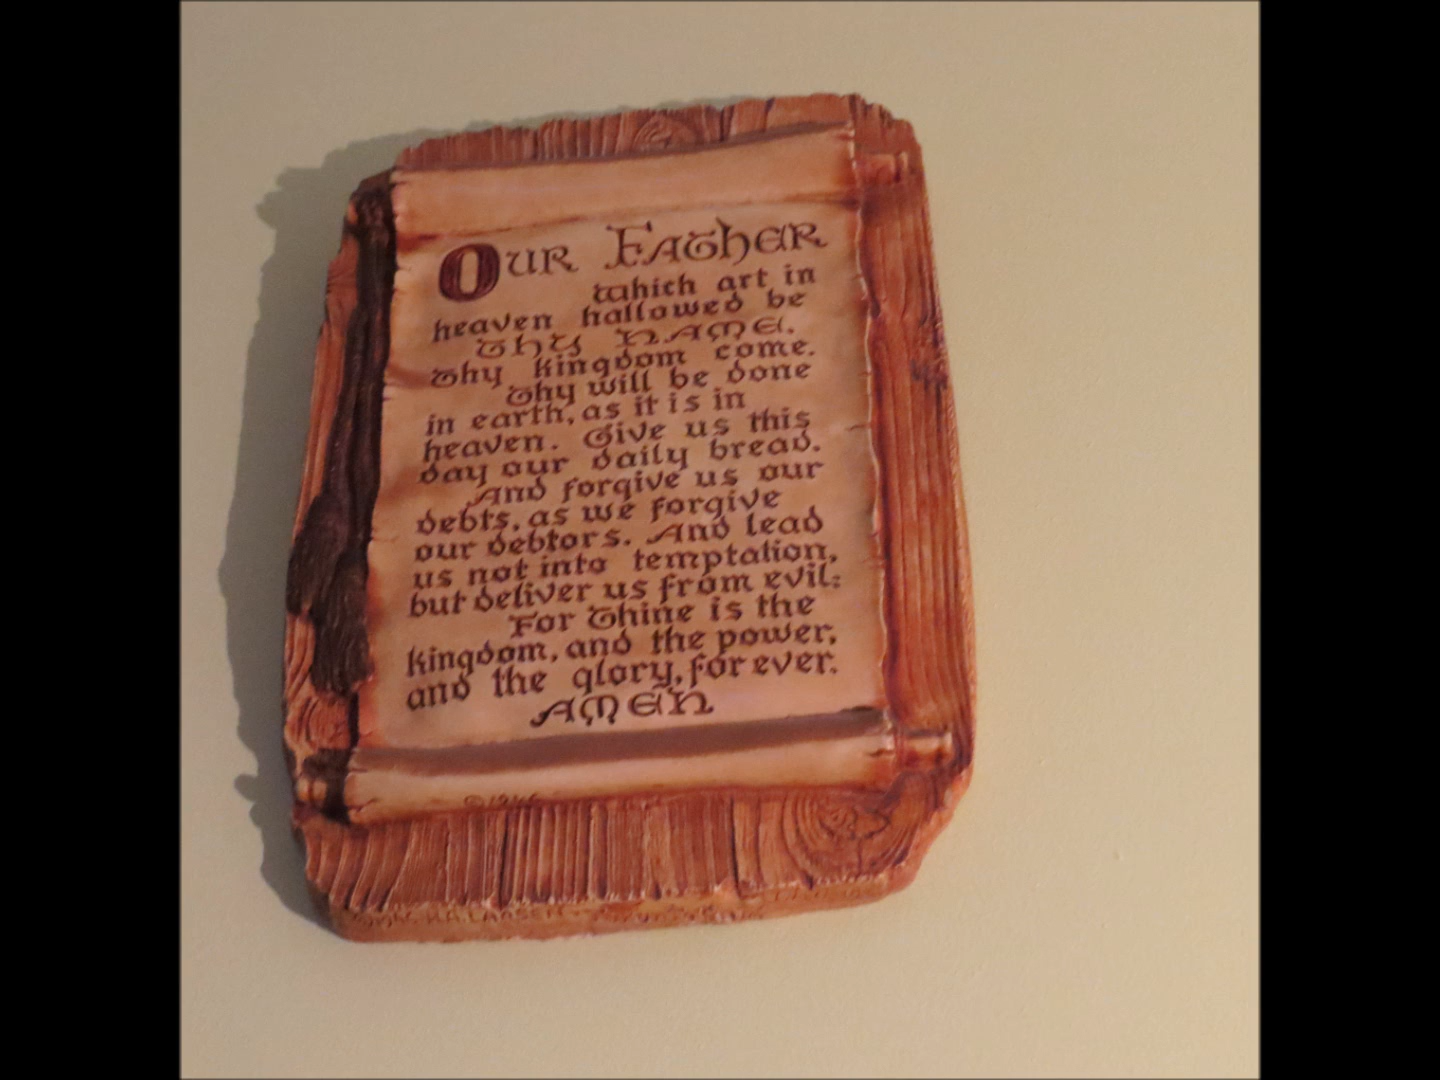 Our Father
Which art in
heaven hallowed be
Thy NAME.
Thy kingdom come.
Thy will be done
in earth, as it is in
heaven. Give us this
day our daily bread.
And forgive us our
debts, as we forgive
our debtors. And lead
us not into temptation,
but deliver us from evil:
For Thine is the
kingdom, and the power,
and the glory, for ever.
AMEN
H.A. LARSEN